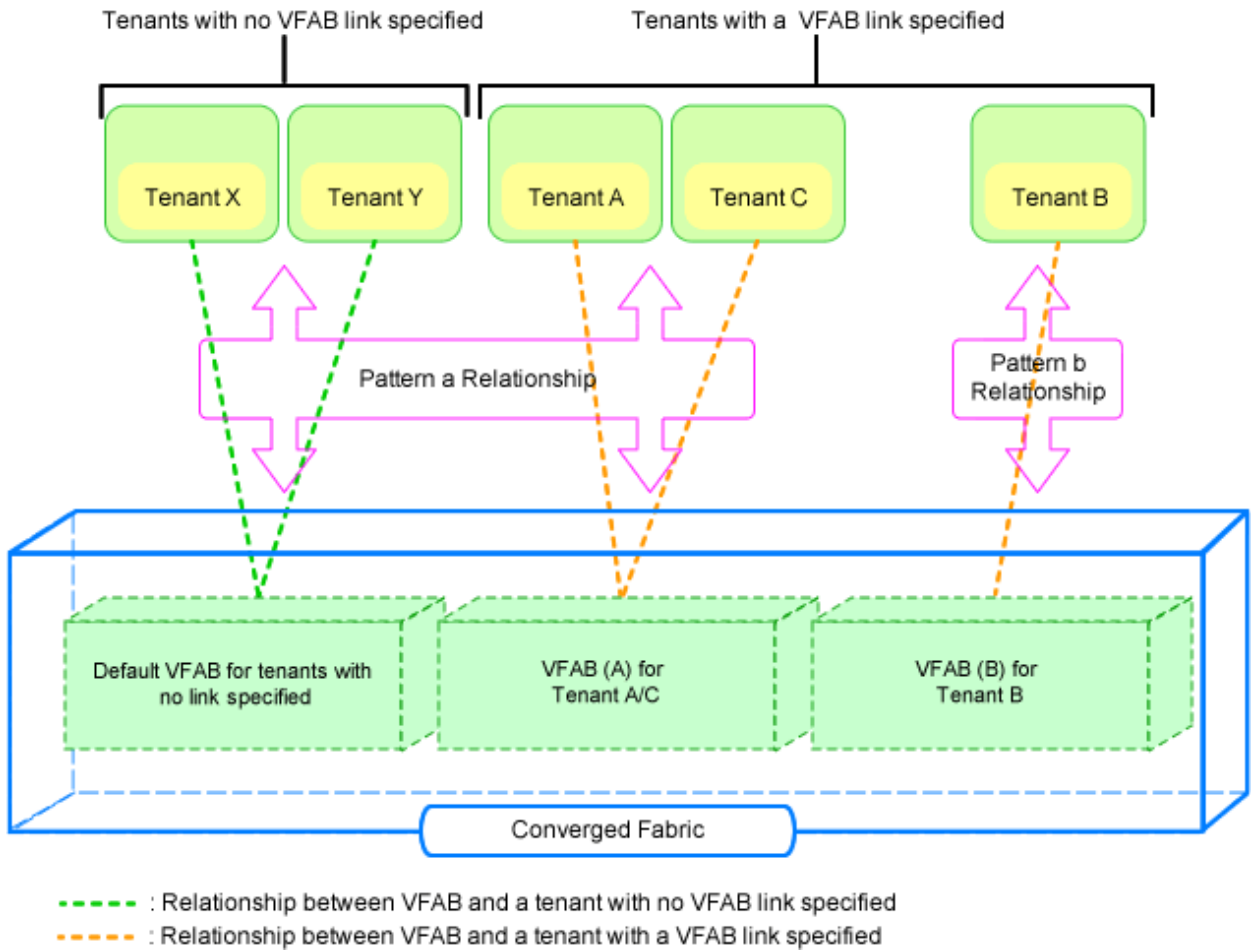 Tenants with no VFAB link specified
Tenants with a VFAB link specified
Tenant X
Tenant Y
Tenant A
Tenant C
Tenant B
Pattern a Relationship
Pattern b
Relationship
Default VFAB for tenants with
no link specified
VFAB (A) for
Tenant A/C
VFAB (B) for
Tenant B
Converged Fabric
: Relationship between VFAB and a tenant with no VFAB link specified
: Relationship between VFAB and a tenant with a VFAB link specified